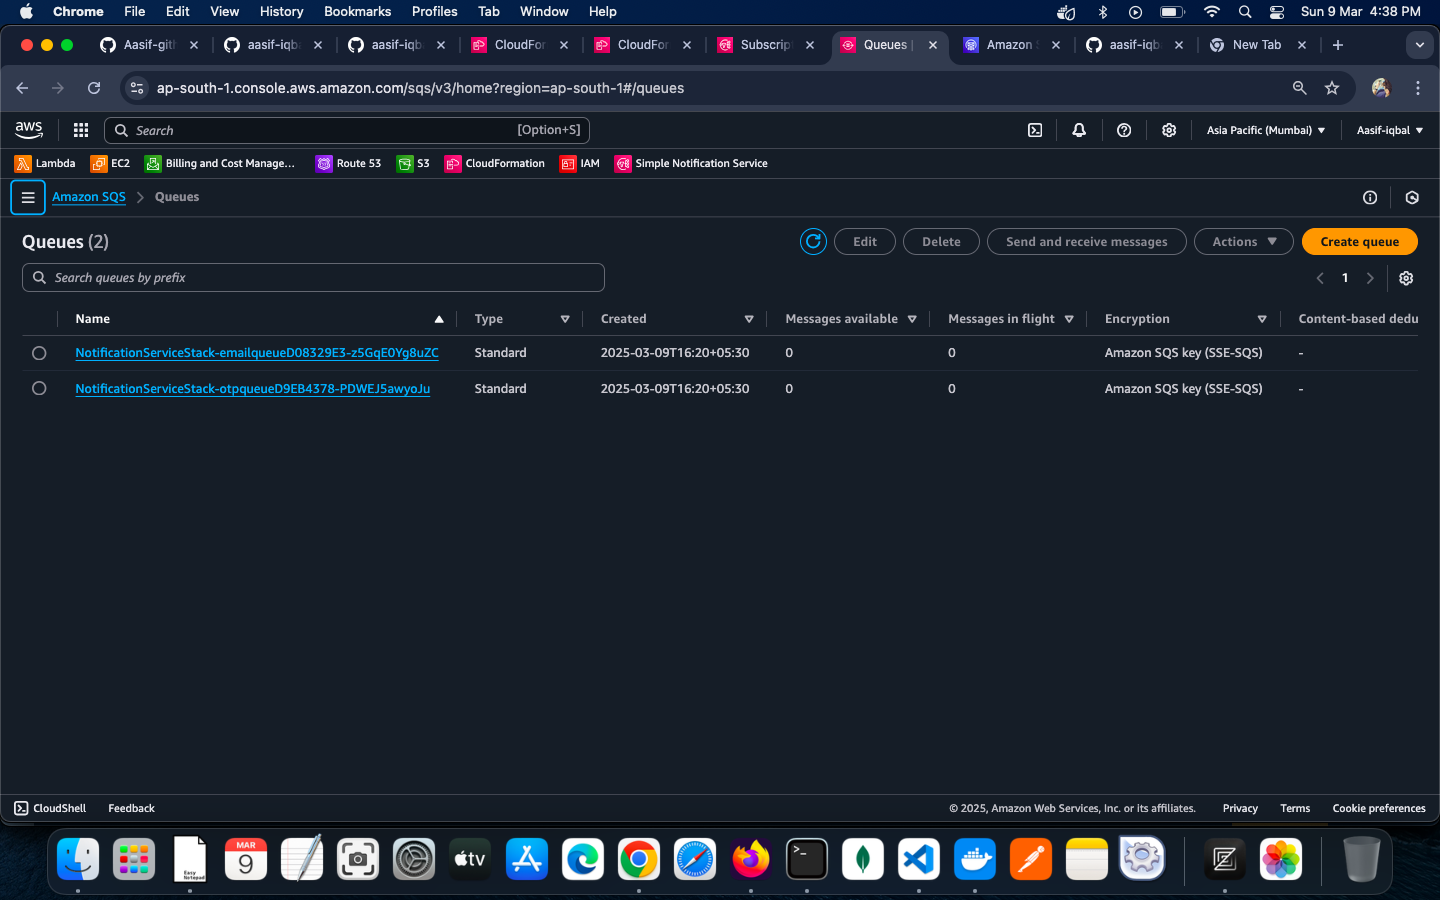 Chrome File Edit View History Bookmarks Profiles Tab Window Help Sun 9 Mar 4:38 PM
Aasif-gith aasif-iqba aasif-iqba CloudFor CloudFor Subscript Queues | Amazon S aasif-iqba New Tab
ap-south-1.console.aws.amazon.com/sqs/v3/home?region=ap-south-1#/queues
aws Search [Option+S] Asia Pacific (Mumbai) Aasif-iqbal
Lambda EC2 Billing and Cost Manage... Route 53 S3 CloudFormation IAM Simple Notification Service
Amazon SQS Queues
Queues (2) Edit Delete Send and receive messages Actions Create queue
Search queues by prefix 1
Name Type Created Messages available Messages in flight Encryption Content-based dedu
NotificationServiceStack-emailqueueD08329E3-z5GqE0Yg8uZC Standard 2025-03-09T16:20+05:30 0 0 Amazon SQS key (SSE-SQS) -
NotificationServiceStack-otpqueueD9EB4378-PDWEJ5awyoJu Standard 2025-03-09T16:20+05:30 0 0 Amazon SQS key (SSE-SQS) -
CloudShell Feedback © 2025, Amazon Web Services, Inc. or its affiliates. Privacy Terms Cookie preferences
MAR
9
tv
Easy
Notepad